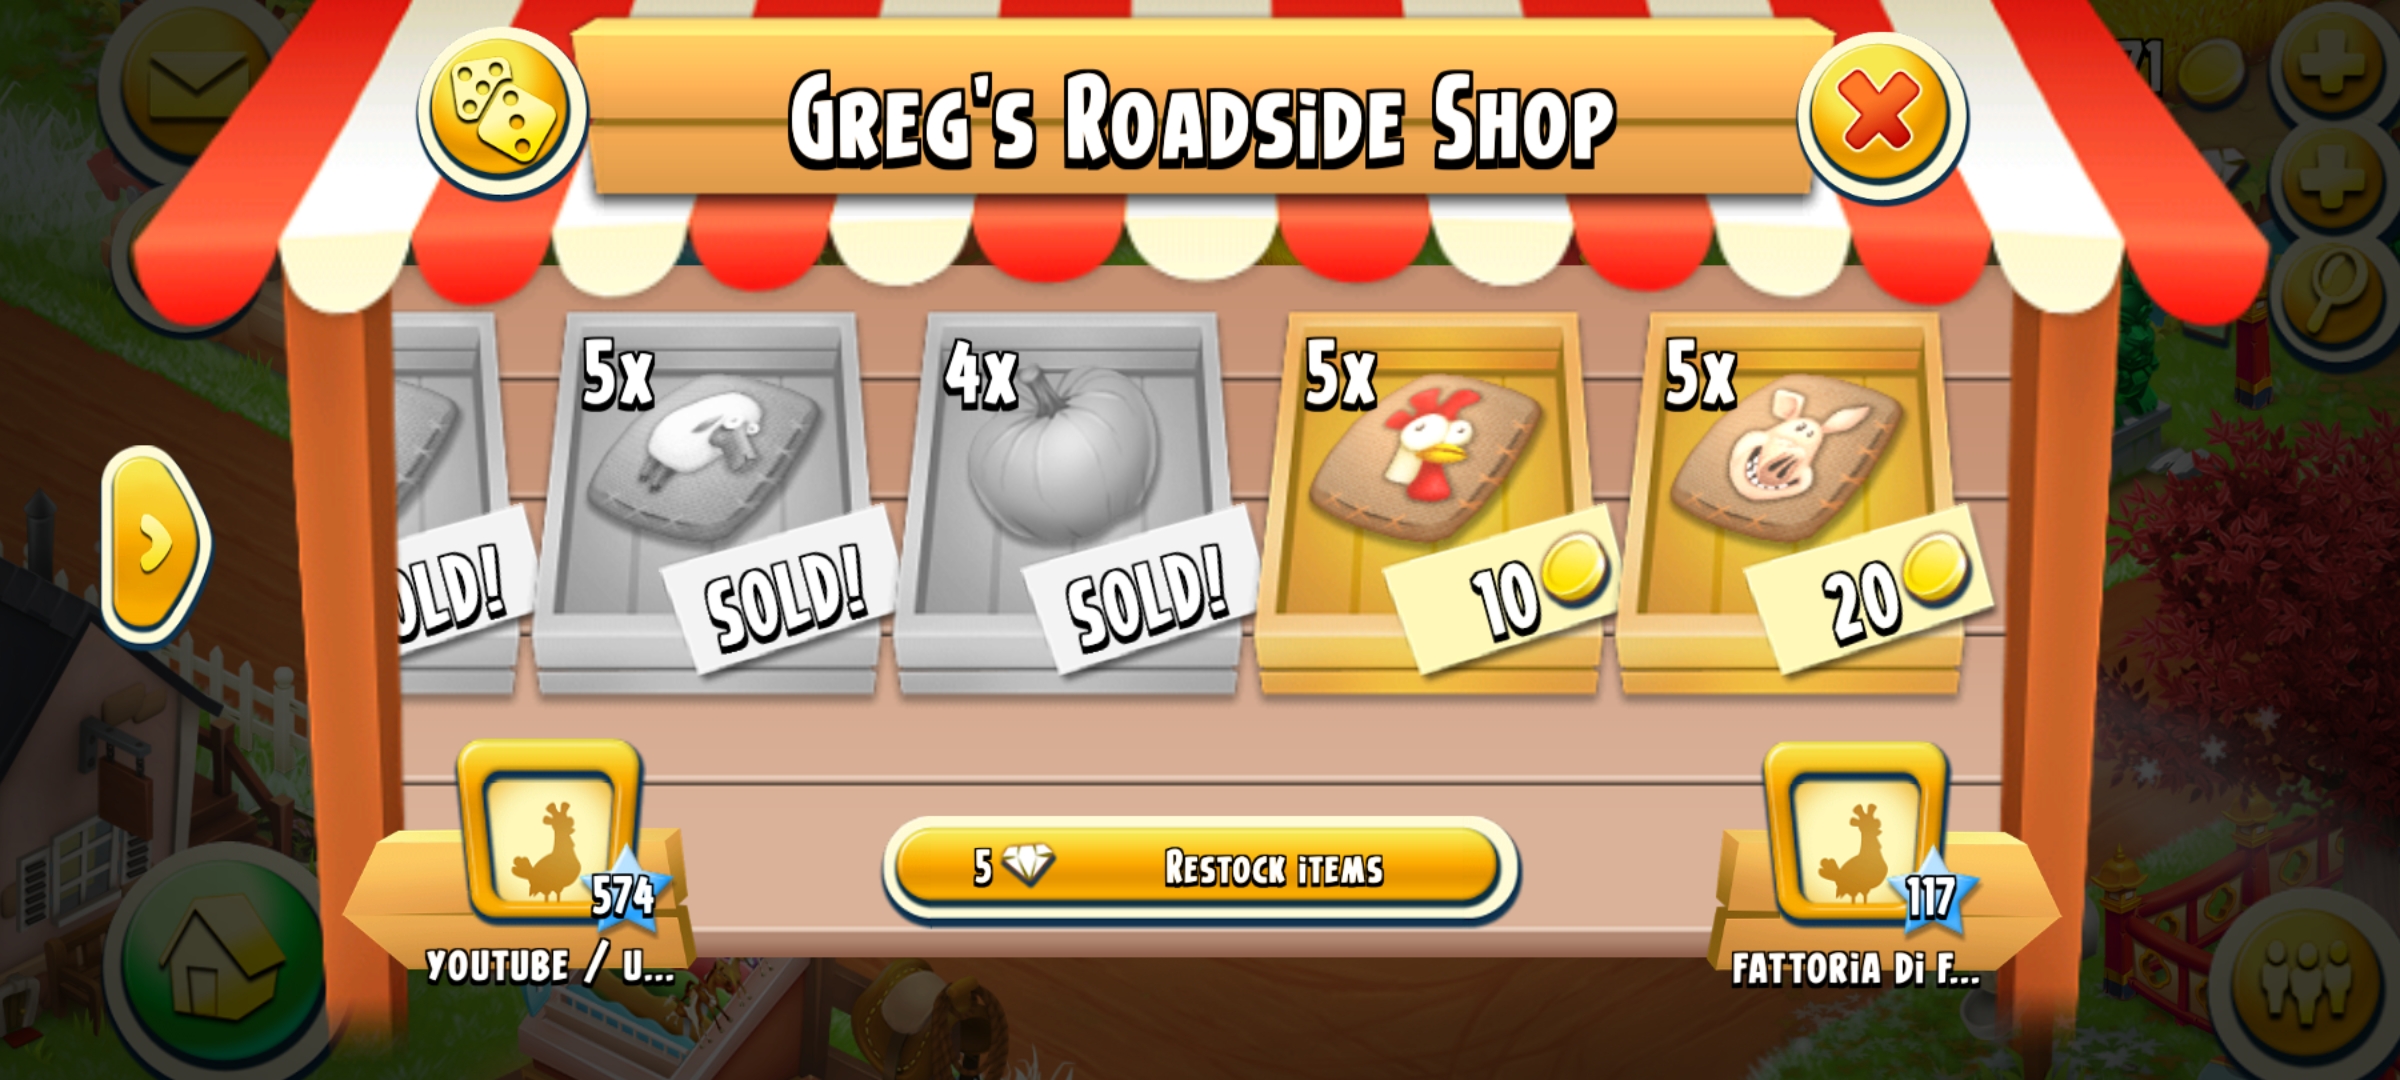 71
GREG'S ROADSiDE SHOP
5x
4x
5x
5x
OLD!
SOLD!
SOLD!
10
20
574
5
RESTOCK iTEMS
117
YOUTUBE / U...
FATTORiA Di F...